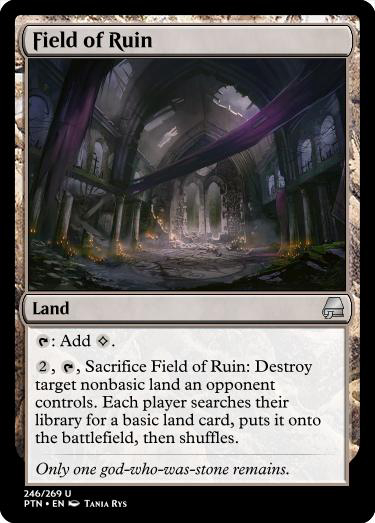 Field of Ruin
Land
: Add .
2, , Sacrifice Field of Ruin: Destroy
target nonbasic land an opponent
controls. Each player searches their
library for a basic land card, puts it onto
the battlefield, then shuffles.
Only one god-who-was-stone remains.
246/269 U
PTN • EN Tania Rys